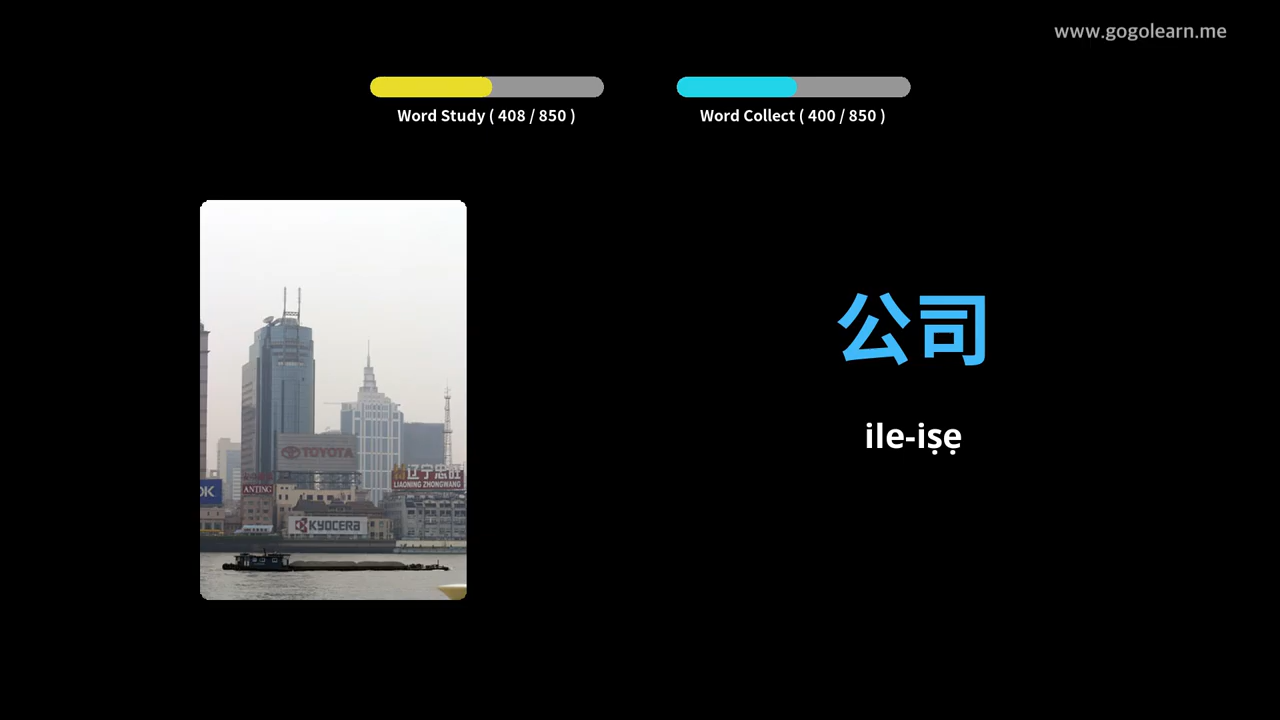 www.gogolearn.me
Word Study ( 408 / 850 )
Word Collect ( 400 / 850 )
公司
ile-iṣẹ
TOYOTA
辽宁忠旺
LIAONING ZHONGWANG
OK
ANTING
KYOCERA